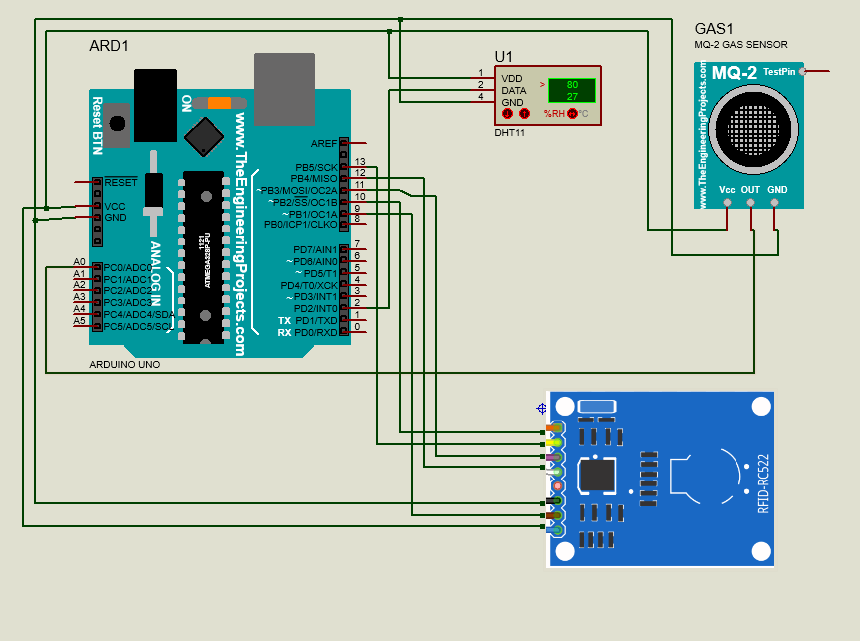 ARD1
ARDUINO UNO
Reset BTN
ON
www.TheEngineeringProjects.com
ANALOG IN
ATMEGA328P-PU
1121
RESET
VCC
GND
A0 PC0/ADC0
A1 PC1/ADC1
A2 PC2/ADC2
A3 PC3/ADC3
A4 PC4/ADC4/SDA
A5 PC5/ADC5/SCL
AREF
PB5/SCK 13
PB4/MISO 12
~PB3/MOSI/OC2A 11
~PB2/SS/OC1B 10
~PB1/OC1A 9
PB0/ICP1/CLKO 8
PD7/AIN1 7
~PD6/AIN0 6
~PD5/T1 5
PD4/T0/XCK 4
~PD3/INT1 3
PD2/INT0 2
TX PD1/TXD 1
RX PD0/RXD 0
U1
1 VDD
2 DATA
4 GND
> 80
27
%RH °C
DHT11
GAS1
MQ-2 GAS SENSOR
MQ-2 TestPin
www.TheEngineeringProjects.com
Vcc OUT GND
RFID-RC522